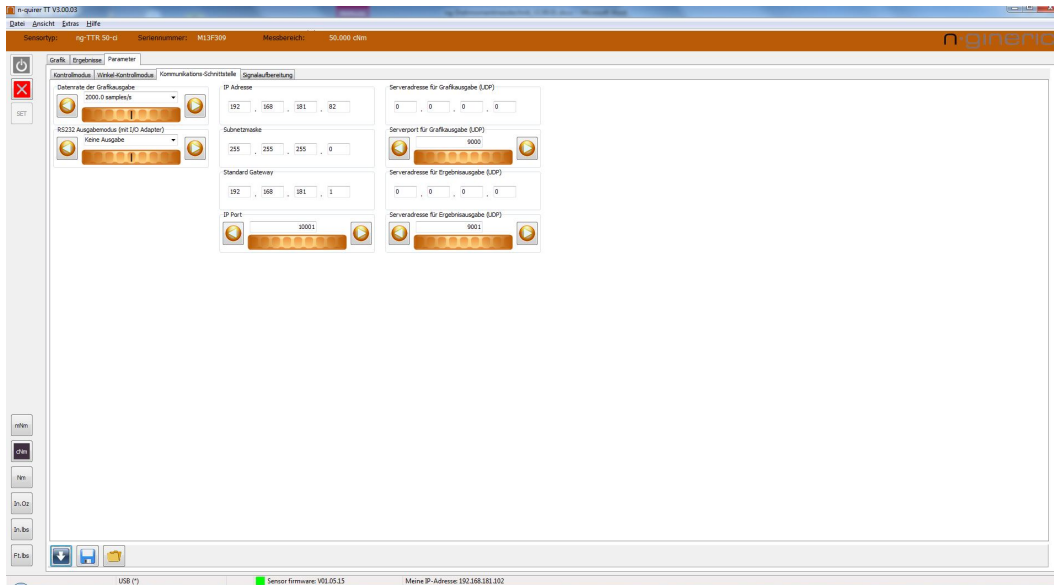 n-quirer TT V3.00.03
Datei Ansicht Extras Hilfe
Sensortyp: ng-TTR 50-ci Seriennummer: M13F309 Messbereich: 50.000 cNm
n-gineric
Grafik Ergebnisse Parameter
SET
Kontrollmodus Winkel-Kontrollmodus Kommunikations-Schnittstelle Signalaufbereitung
Datenrate der Grafikausgabe
2000.0 samples/s
RS232 Ausgabemodus (mit I/O Adapter)
Keine Ausgabe
IP Adresse
192 . 168 . 181 . 82
Subnetzmaske
255 . 255 . 255 . 0
Standard Gateway
192 . 168 . 181 . 1
IP Port
10001
Serveradresse für Grafikausgabe (UDP)
0 . 0 . 0 . 0
Serverport für Grafikausgabe (UDP)
9000
Serveradresse für Ergebnisausgabe (UDP)
0 . 0 . 0 . 0
Serveradresse für Ergebnisausgabe (UDP)
9001
mNm
cNm
Nm
In.Oz
In.lbs
Ft.lbs
USB (*) Sensor firmware: V01.05.15 Meine IP-Adresse: 192.168.181.102